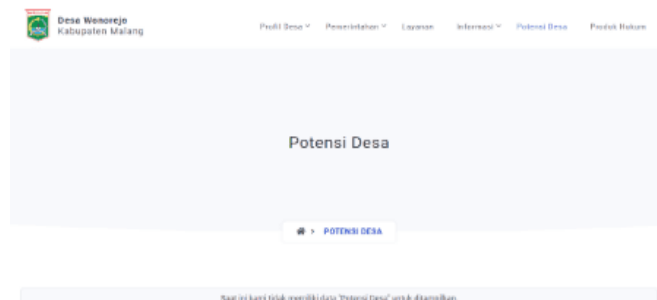 Desa Wonorejo
Kabupaten Malang
Profil Desa Pemerintahan Layanan Informasi Potensi Desa Produk Hukum
Potensi Desa
> POTENSI DESA
Saat ini kami tidak memiliki data "Potensi Desa" untuk ditampilkan.